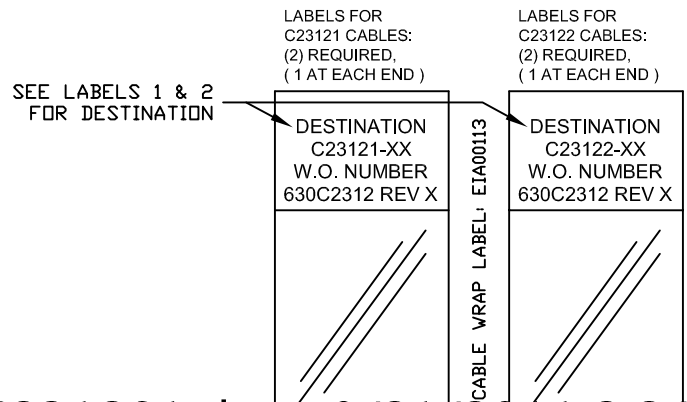 LABELS FOR
C23121 CABLES:
(2) REQUIRED,
( 1 AT EACH END )
LABELS FOR
C23122 CABLES:
(2) REQUIRED,
( 1 AT EACH END )
SEE LABELS 1 & 2
FOR DESTINATION
DESTINATION
C23121-XX
W.O. NUMBER
630C2312 REV X
CABLE WRAP LABEL: EIA00113
DESTINATION
C23122-XX
W.O. NUMBER
630C2312 REV X